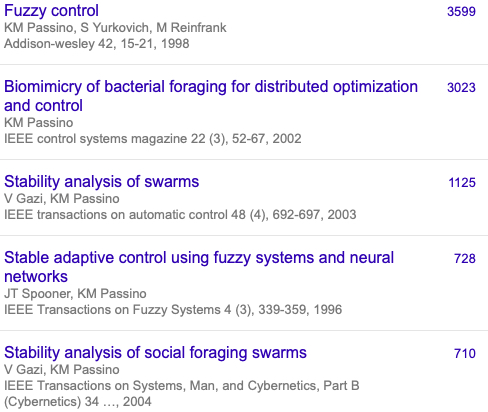 Fuzzy control 3599
KM Passino, S Yurkovich, M Reinfrank
Addison-wesley 42, 15-21, 1998
Biomimicry of bacterial foraging for distributed optimization 3023
and control
KM Passino
IEEE control systems magazine 22 (3), 52-67, 2002
Stability analysis of swarms 1125
V Gazi, KM Passino
IEEE transactions on automatic control 48 (4), 692-697, 2003
Stable adaptive control using fuzzy systems and neural 728
networks
JT Spooner, KM Passino
IEEE Transactions on Fuzzy Systems 4 (3), 339-359, 1996
Stability analysis of social foraging swarms 710
V Gazi, KM Passino
IEEE Transactions on Systems, Man, and Cybernetics, Part B
(Cybernetics) 34 ..., 2004